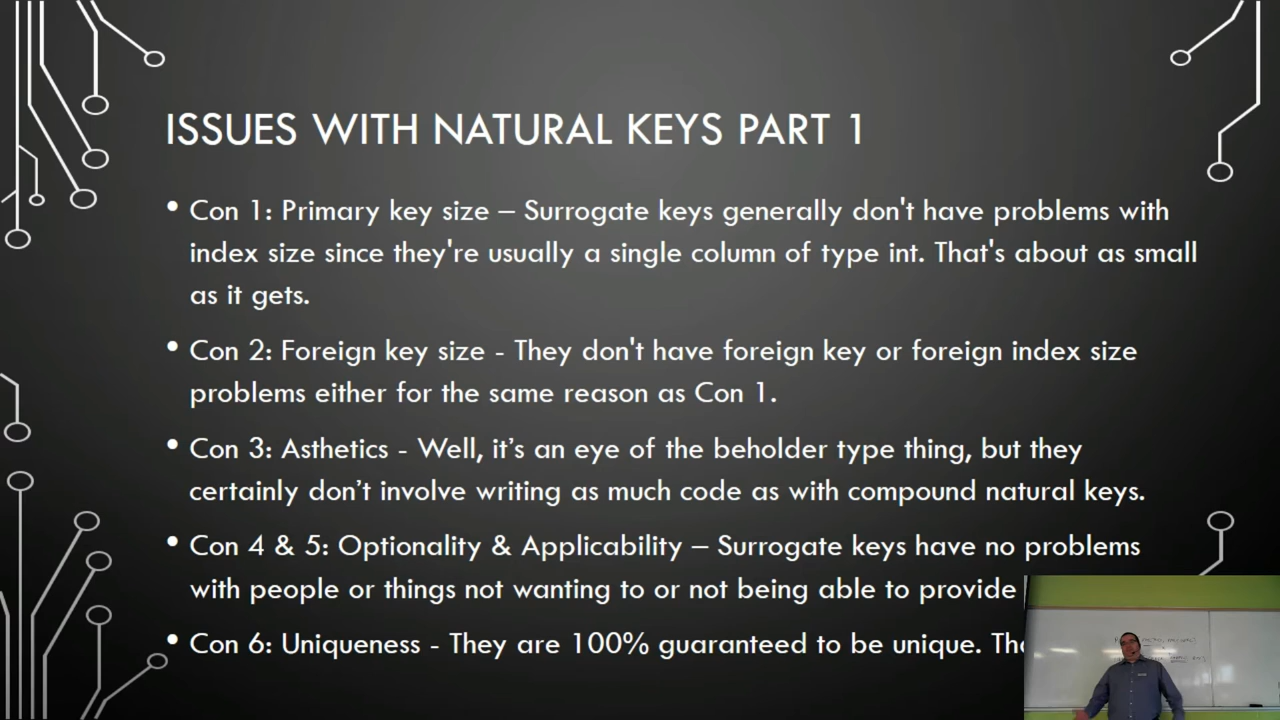 ISSUES WITH NATURAL KEYS PART 1
• Con 1: Primary key size – Surrogate keys generally don't have problems with
index size since they're usually a single column of type int. That's about as small
as it gets.
• Con 2: Foreign key size - They don't have foreign key or foreign index size
problems either for the same reason as Con 1.
• Con 3: Asthetics - Well, it’s an eye of the beholder type thing, but they
certainly don’t involve writing as much code as with compound natural keys.
• Con 4 & 5: Optionality & Applicability – Surrogate keys have no problems
with people or things not wanting to or not being able to provide
• Con 6: Uniqueness - They are 100% guaranteed to be unique.